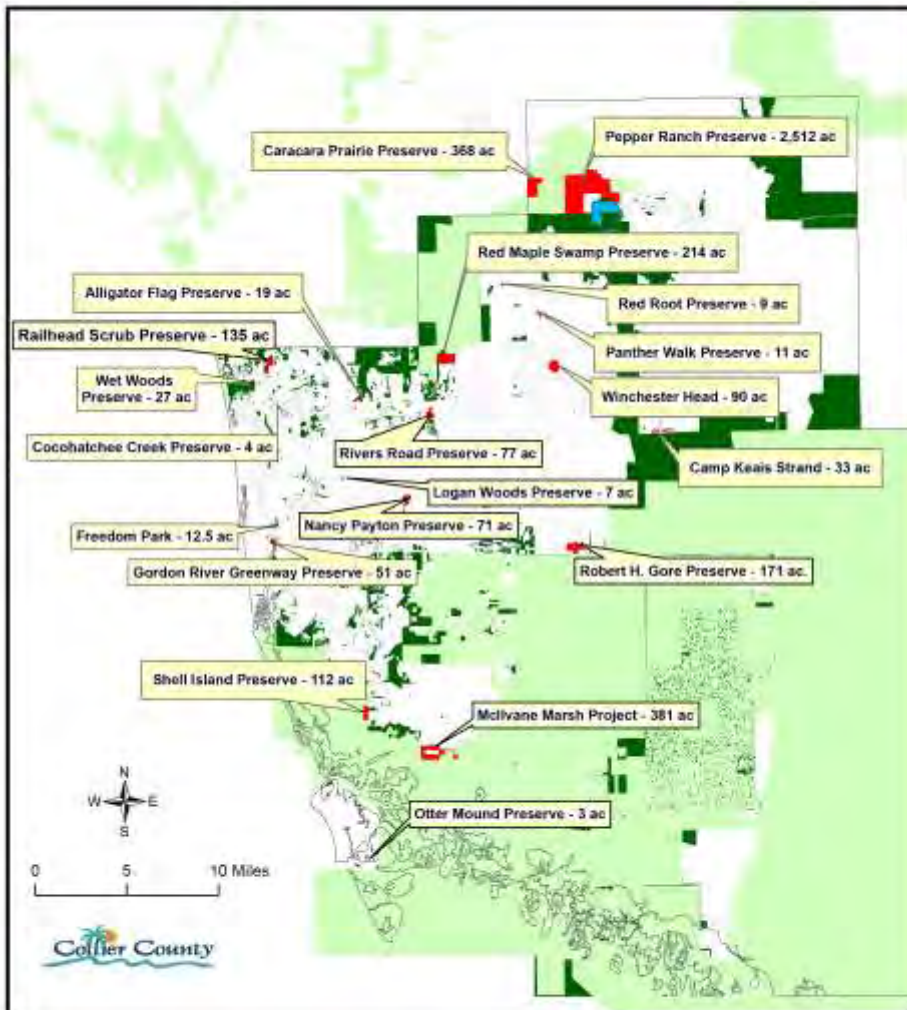 Pepper Ranch Preserve - 2,512 ac
Caracara Prairie Preserve - 368 ac
Red Maple Swamp Preserve - 214 ac
Alligator Flag Preserve - 19 ac
Red Root Preserve - 9 ac
Railhead Scrub Preserve - 135 ac
Panther Walk Preserve - 11 ac
Wet Woods
Preserve - 27 ac
Winchester Head - 90 ac
Cocohatchee Creek Preserve - 4 ac
Rivers Road Preserve - 77 ac
Camp Keais Strand - 33 ac
Logan Woods Preserve - 7 ac
Nancy Payton Preserve - 71 ac
Freedom Park - 12.5 ac
Gordon River Greenway Preserve - 51 ac
Robert H. Gore Preserve - 171 ac.
Shell Island Preserve - 112 ac
McIlvane Marsh Project - 381 ac
N
W E
S
Otter Mound Preserve - 3 ac
0 5 10 Miles
Collier County